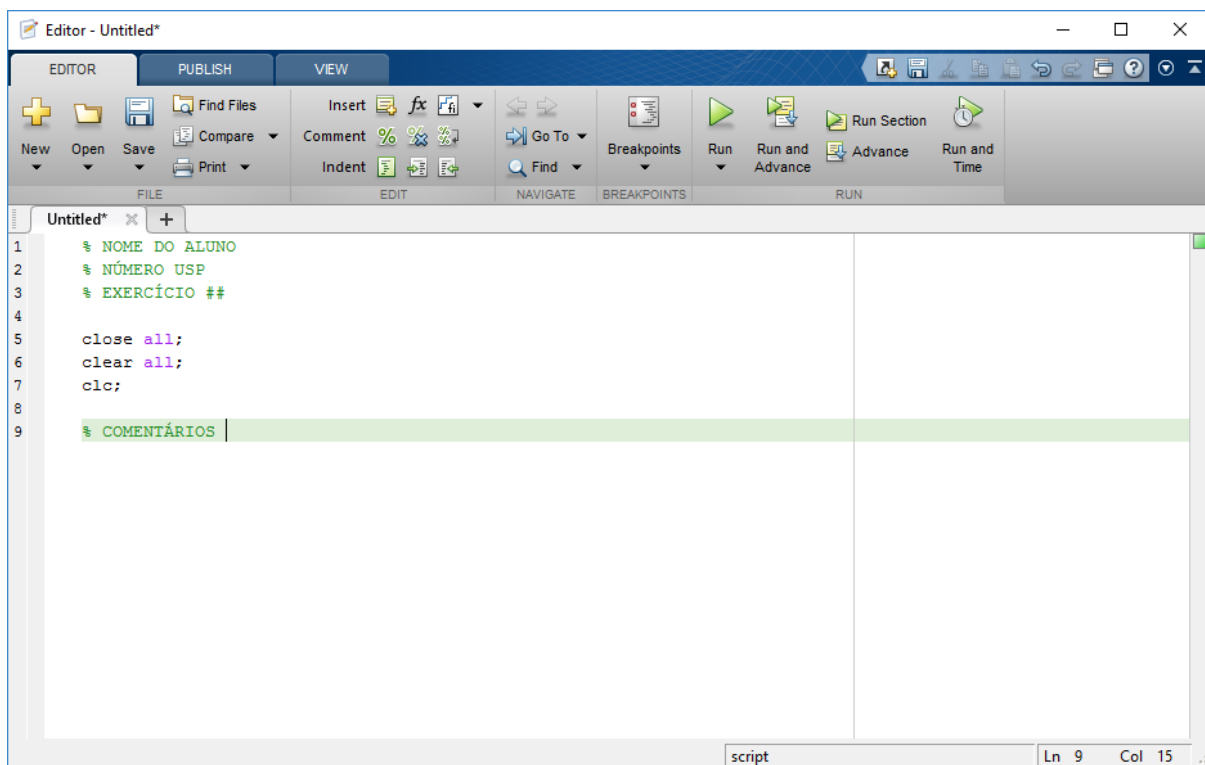 Editor - Untitled*
EDITOR PUBLISH VIEW
New Open Save Find Files Compare Print
FILE
Insert fx fi
Comment % % %
Indent
EDIT
Go To
Find
NAVIGATE
Breakpoints
BREAKPOINTS
Run Run and Advance Run Section Advance Run and Time
RUN
Untitled* × +
1 % NOME DO ALUNO
2 % NÚMERO USP
3 % EXERCÍCIO ##
4
5 close all;
6 clear all;
7 clc;
8
9 % COMENTÁRIOS
script Ln 9 Col 15